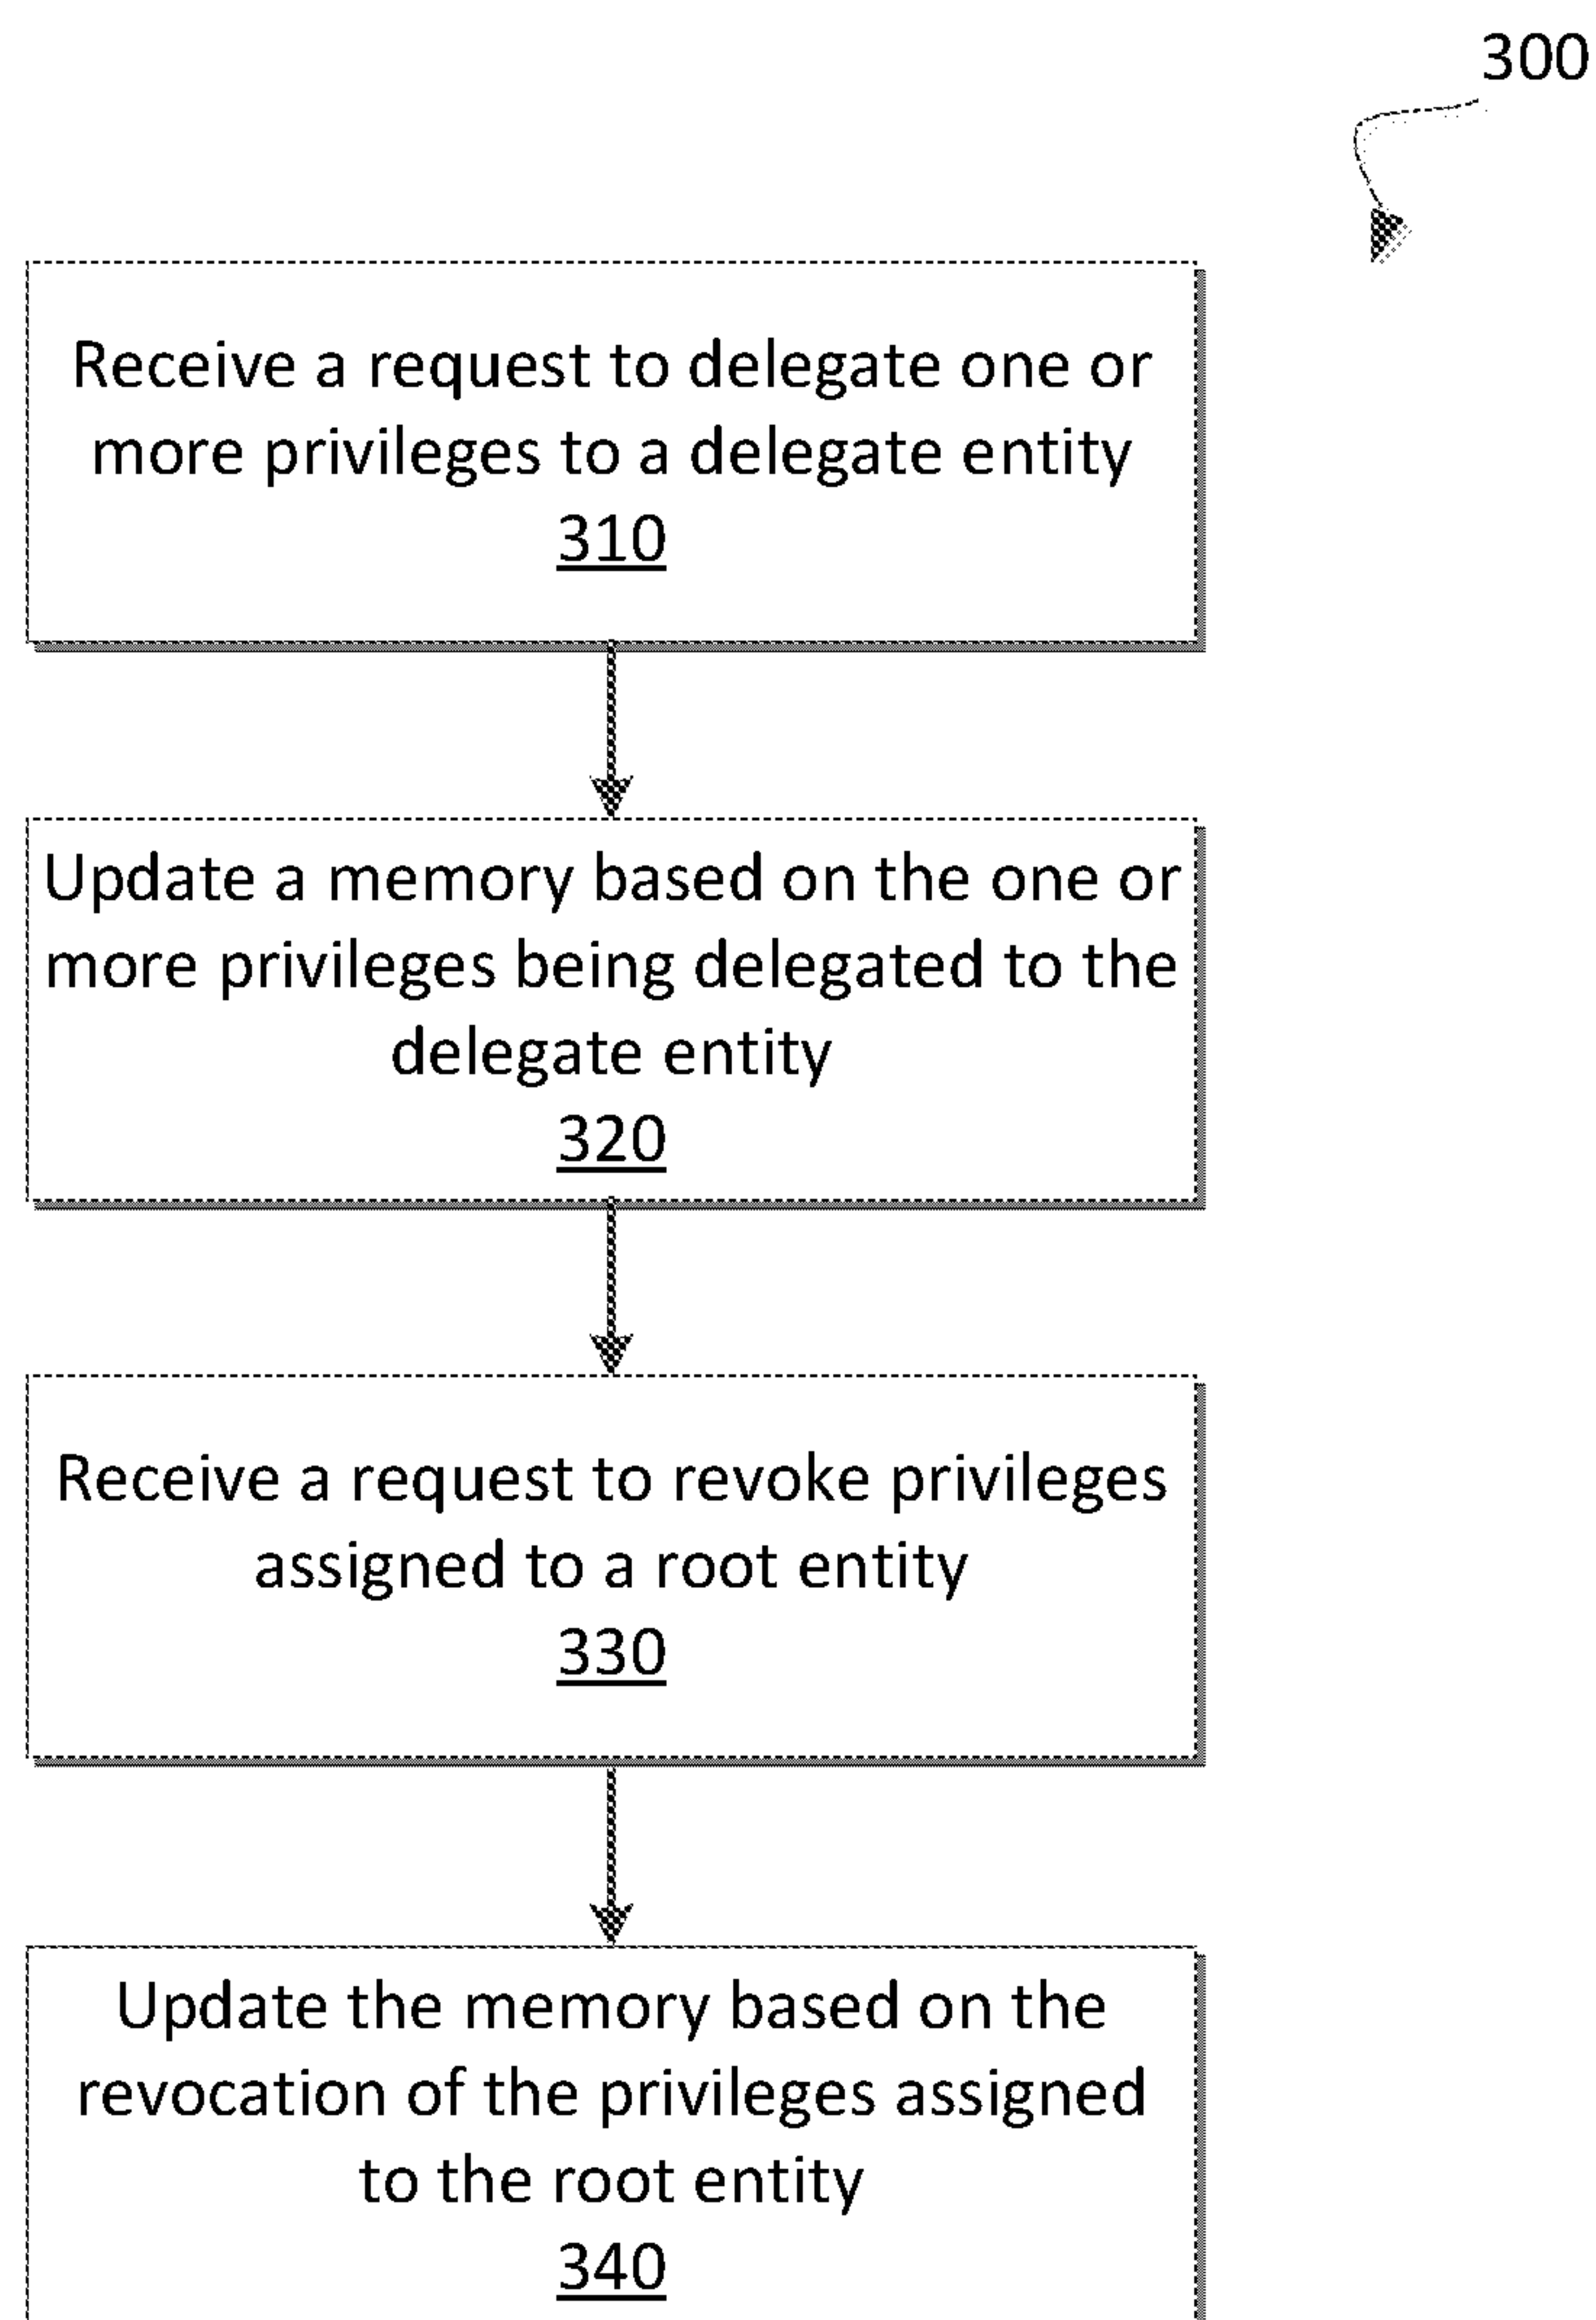 300
Receive a request to delegate one or
more privileges to a delegate entity
310
Update a memory based on the one or
more privileges being delegated to the
delegate entity
320
Receive a request to revoke privileges
assigned to a root entity
330
Update the memory based on the
revocation of the privileges assigned
to the root entity
340